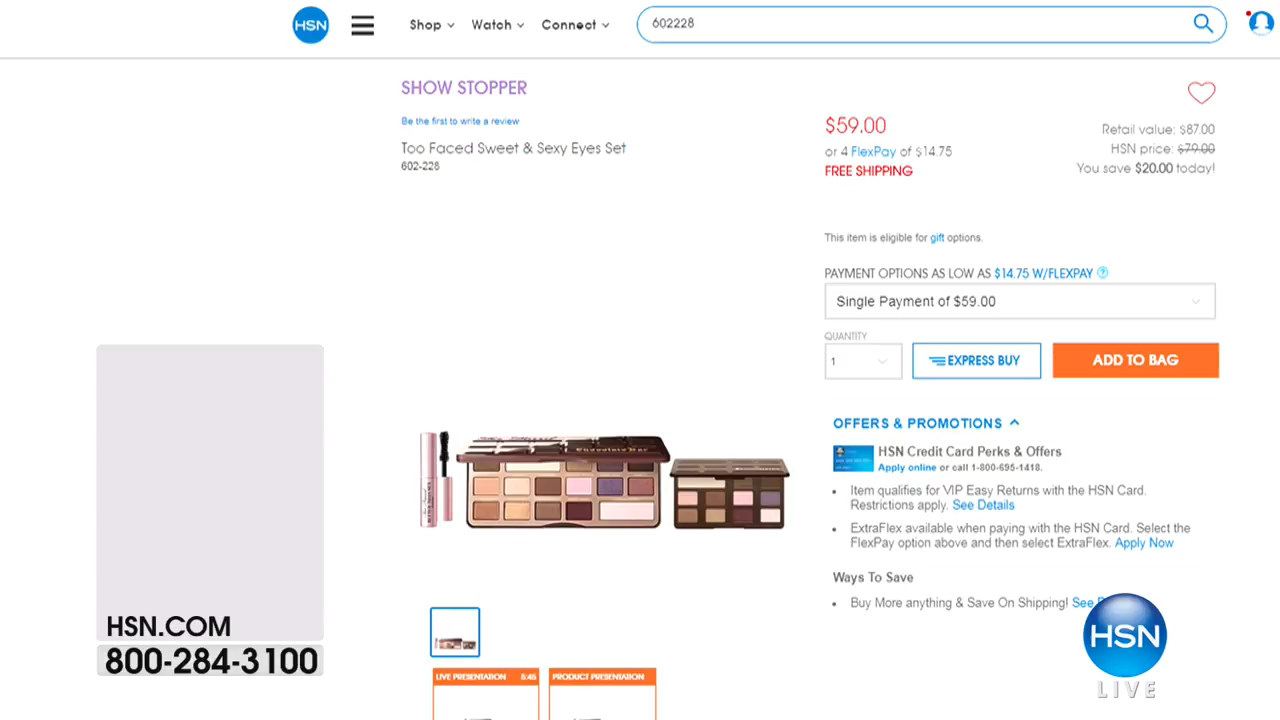 HSN
Shop
Watch
Connect
602228
SHOW STOPPER
Be the first to write a review
Too Faced Sweet & Sexy Eyes Set
602-228
$59.00
or 4 FlexPay of $14.75
FREE SHIPPING
Retail value: $87.00
HSN price: $79.00
You save $20.00 today!
This item is eligible for gift options.
PAYMENT OPTIONS AS LOW AS $14.75 W/FLEXPAY ?
Single Payment of $59.00
QUANTITY
1
EXPRESS BUY
ADD TO BAG
OFFERS & PROMOTIONS
HSN Credit Card Perks & Offers
Apply online or call 1-800-695-1418.
Item qualifies for VIP Easy Returns with the HSN Card.
Restrictions apply. See Details
ExtraFlex available when paying with the HSN Card. Select the
FlexPay option above and then select ExtraFlex. Apply Now
Ways To Save
Buy More anything & Save On Shipping! See
HSN.COM
800-284-3100
LIVE PRESENTATION 5:45
PRODUCT PRESENTATION
HSN
LIVE